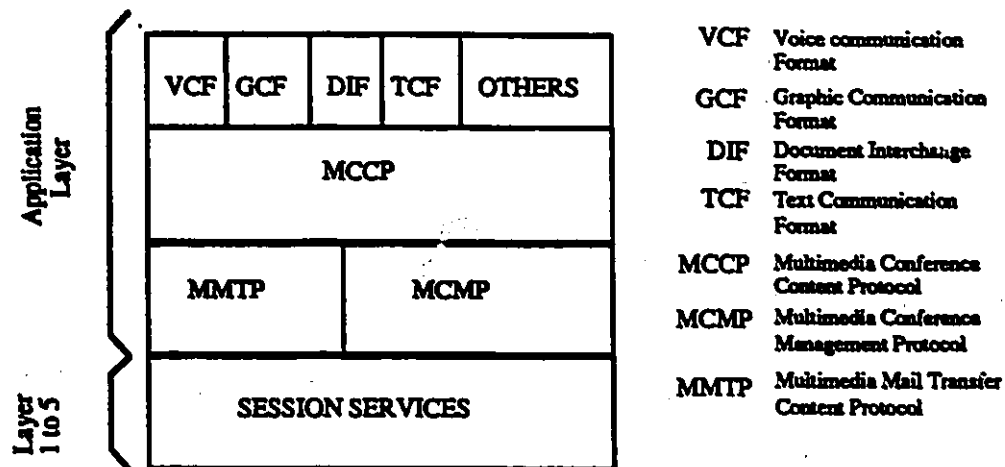 VCF GCF DIF TCF OTHERS
MCCP
MMTP MCMP
SESSION SERVICES
Application
Layer
Layer
1 to 5
VCF Voice communication
Format
GCF Graphic Communication
Format
DIF Document Interchange
Format
TCF Text Communication
Format
MCCP Multimedia Conference
Content Protocol
MCMP Multimedia Conference
Management Protocol
MMTP Multimedia Mail Transfer
Content Protocol